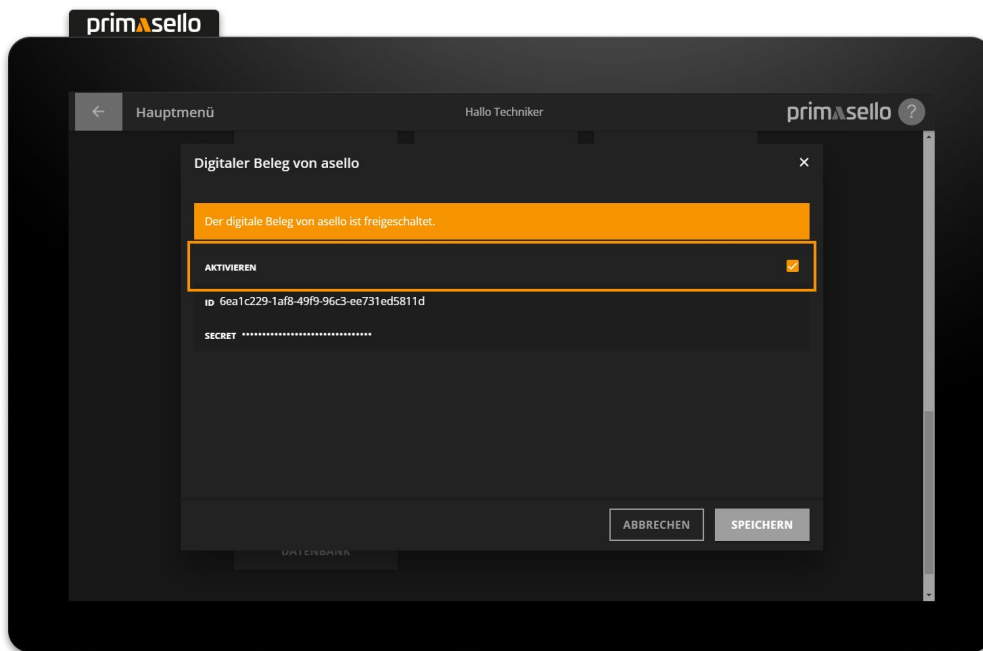 primasello
Hauptmenü
Hallo Techniker
primasello ?
Digitaler Beleg von asello
Der digitale Beleg von asello ist freigeschaltet.
AKTIVIEREN
ID 6ea1c229-1af8-49f9-96c3-ee731ed5811d
SECRET ••••••••••••••••••••••••••••••••
ABBRECHEN
SPEICHERN
DATENBANK